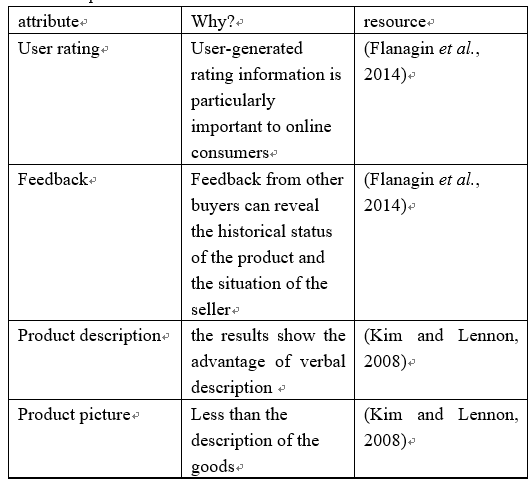 attribute Why? resource
User rating User-generated (Flanagin et al.,
rating information is 2014)
particularly
important to online
consumers
Feedback Feedback from other (Flanagin et al.,
buyers can reveal 2014)
the historical status
of the product and
the situation of the
seller
Product description the results show the (Kim and Lennon,
advantage of verbal 2008)
description
Product picture Less than the (Kim and Lennon,
description of the 2008)
goods